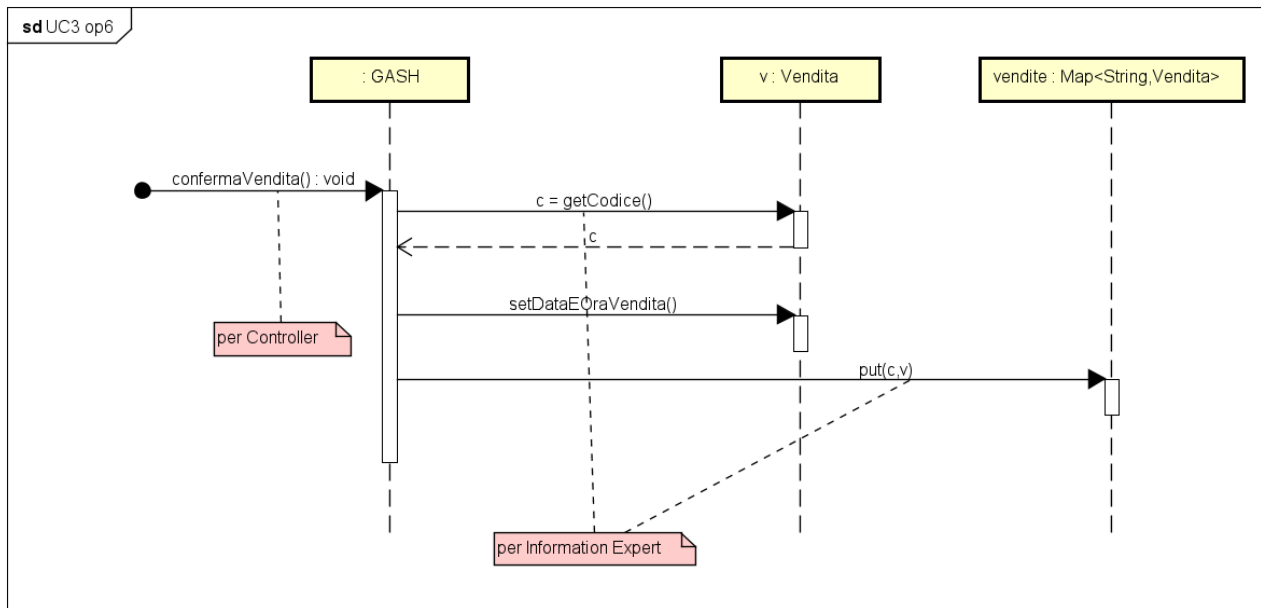 sd UC3 op6
: GASH
v : Vendita
vendite : Map<String,Vendita>
confermaVendita() : void
c = getCodice()
c
setDataEOraVendita()
per Controller
put(c,v)
per Information Expert